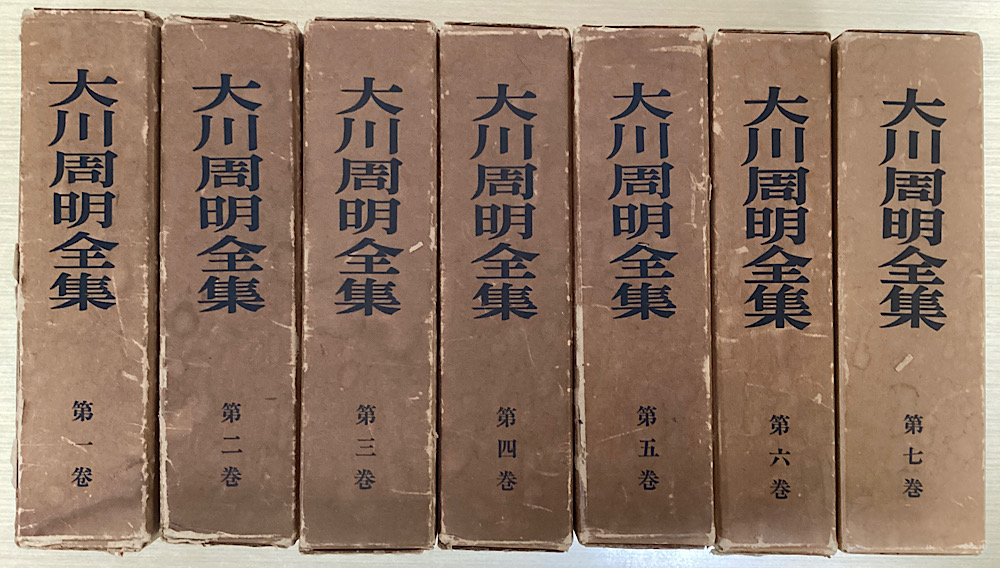 大川周明全集
第一卷
大川周明全集
第二卷
大川周明全集
第三卷
大川周明全集
第四卷
大川周明全集
第五卷
大川周明全集
第六卷
大川周明全集
第七卷